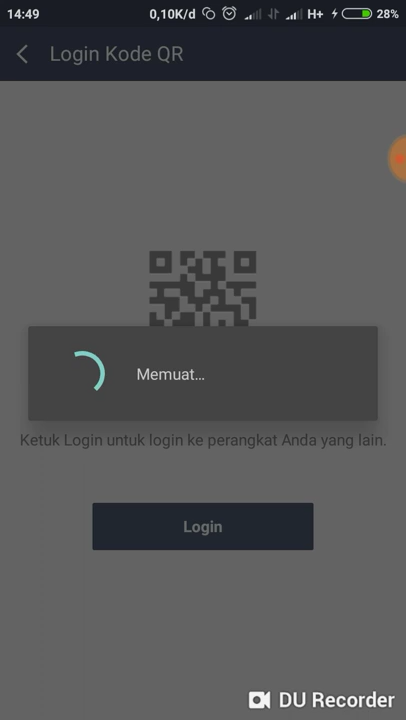 14:49 0,10K/d H+ 28%
Login Kode QR
Memuat...
Ketuk Login untuk login ke perangkat Anda yang lain.
Login
DU Recorder